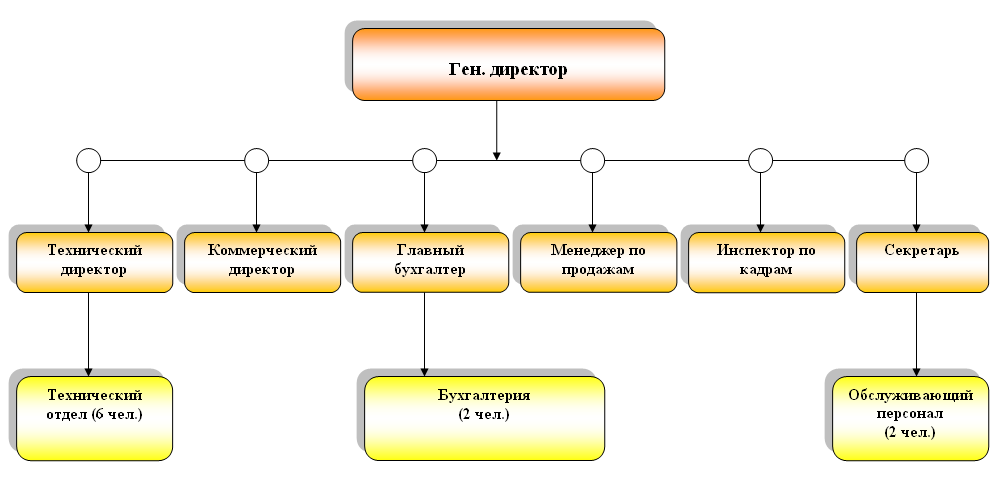 Ген. директор
Технический
директор
Коммерческий
директор
Главный
бухгалтер
Менеджер по
продажам
Инспектор по
кадрам
Секретарь
Технический
отдел (6 чел.)
Бухгалтерия
(2 чел.)
Обслуживающий
персонал
(2 чел.)